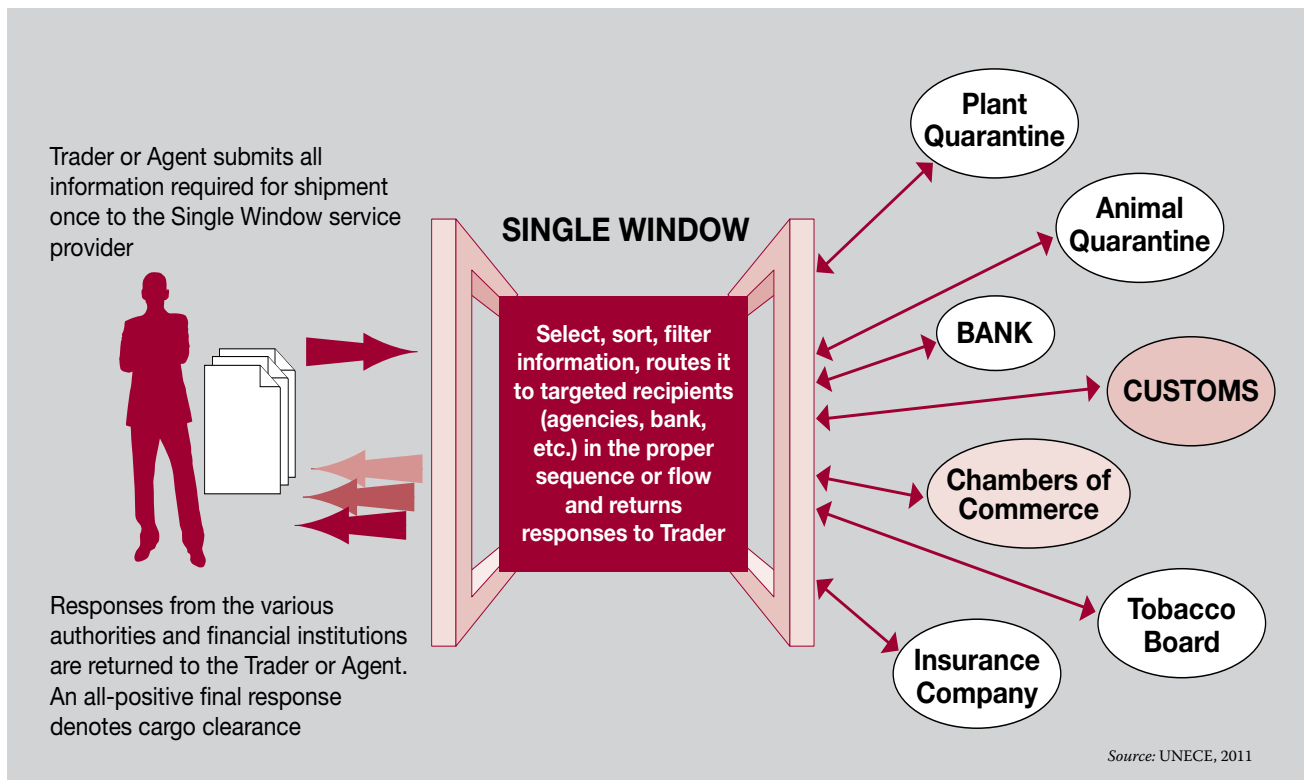 Trader or Agent submits all
information required for shipment
once to the Single Window service
provider
Responses from the various
authorities and financial institutions
are returned to the Trader or Agent.
An all-positive final response
denotes cargo clearance
SINGLE WINDOW
Select, sort, filter
information, routes it
to targeted recipients
(agencies, bank,
etc.) in the proper
sequence or flow
and returns
responses to Trader
Plant
Quarantine
Animal
Quarantine
BANK
CUSTOMS
Chambers of
Commerce
Tobacco
Board
Insurance
Company
Source: UNECE, 2011